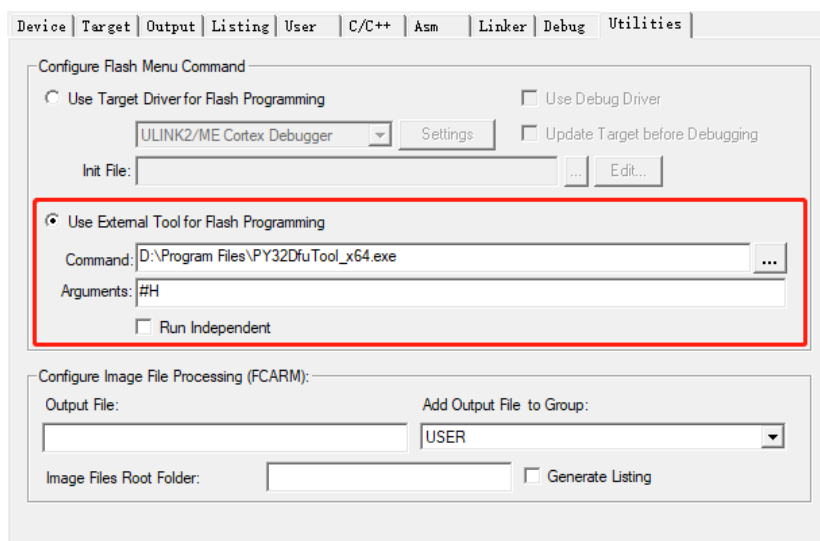 Device Target Output Listing User C/C++ Asm Linker Debug Utilities
Configure Flash Menu Command
Use Target Driver for Flash Programming Use Debug Driver
ULINK2/ME Cortex Debugger Settings Update Target before Debugging
Init File: ... Edit...
Use External Tool for Flash Programming
Command: D:\Program Files\PY32DfuTool_x64.exe ...
Arguments: #H
Run Independent
Configure Image File Processing (FCARM):
Output File: Add Output File to Group:
USER
Image Files Root Folder: Generate Listing